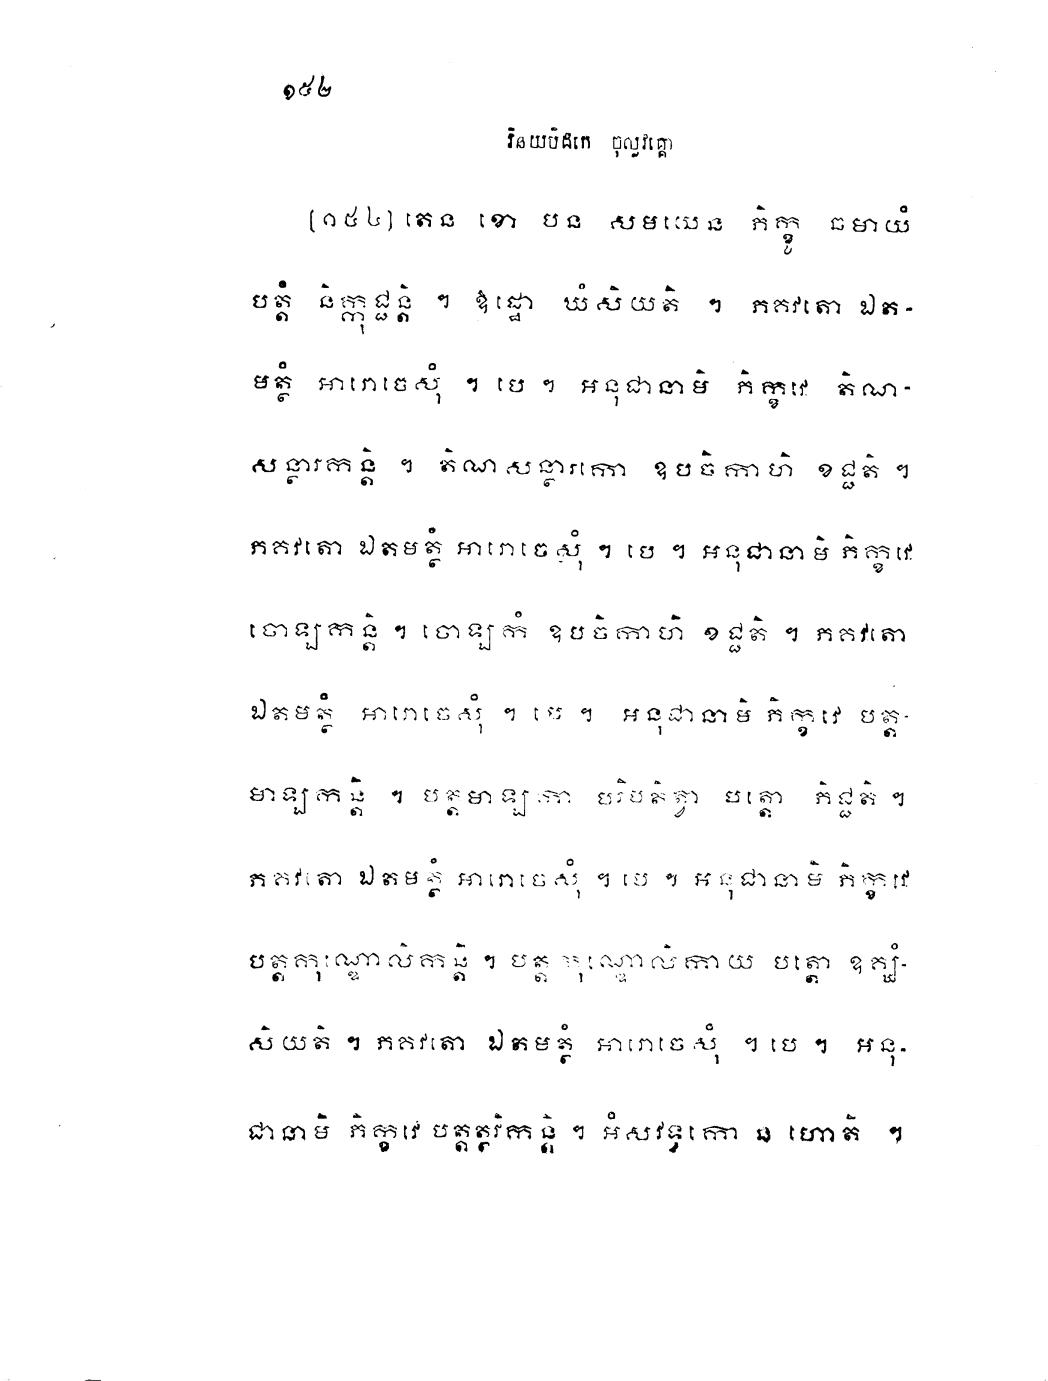 ១៥២
វិនយបិដកេ ចុល្លវគ្គោ
[១៥៤] តេន ខោ បន សមយេន ភិក្ខូ ឆមាយំ
បត្តំ និក្កុជ្ជន្តិ ។ ឱដ្ឋោ ឃំសិយតិ ។ ភគវតោ ឯត-
មត្ថំ អារោចេសុំ ។ បេ ។ អនុជានាមិ ភិក្ខវេ តិណ-
សន្ថារកន្តិ ។ តិណសន្ថារកោ ឧបចិកាហិ ខជ្ជតិ ។
ភគវតោ ឯតមត្ថំ អារោចេសុំ ។ បេ ។ អនុជានាមិ ភិក្ខវេ
ចោឡកន្តិ ។ ចោឡកំ ឧបចិកាហិ ខជ្ជតិ ។ ភគវតោ
ឯតមត្ថំ អារោចេសុំ ។ បេ ។ អនុជានាមិ ភិក្ខវេ បត្ត-
មាឡកន្តិ ។ បត្តមាឡកា បរិបតិត្វា បត្តោ ភិជ្ជតិ ។
ភគវតោ ឯតមត្ថំ អារោចេសុំ ។ បេ ។ អនុជានាមិ ភិក្ខវេ
បត្តកុណ្ឌោលិកន្តិ ។ បត្តកុណ្ឌោលិកាយ បត្តោ ឧគ្ឃំ-
សិយតិ ។ ភគវតោ ឯតមត្ថំ អារោចេសុំ ។ បេ ។ អនុ-
ជានាមិ ភិក្ខវេ បត្តត្ថវិកន្តិ ។ អំសវទ្ធកោ ន ហោតិ ។